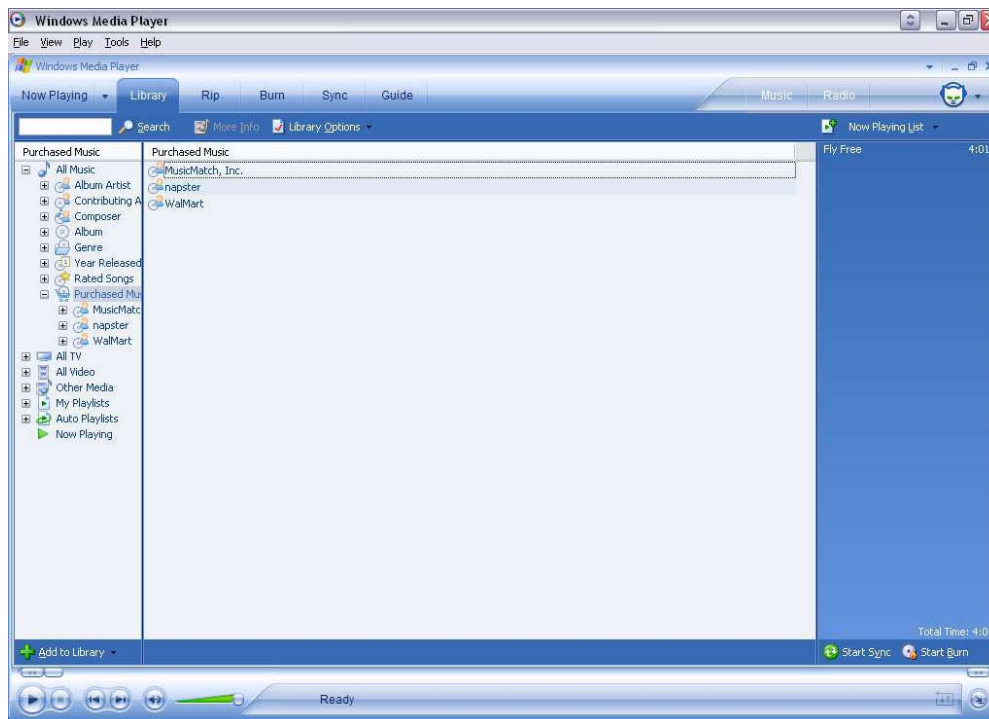 Windows Media Player
File View Play Tools Help
Windows Media Player
Now Playing Library Rip Burn Sync Guide Music Radio
Search More Info Library Options Now Playing List
Purchased Music
Purchased Music
Fly Free 4:01
All Music
Album Artist
Contributing A
Composer
Album
Genre
Year Released
Rated Songs
Purchased Mu
MusicMatc
napster
WalMart
All TV
All Video
Other Media
My Playlists
Auto Playlists
Now Playing
MusicMatch, Inc.
napster
WalMart
Total Time: 4:0
Add to Library
Start Sync Start Burn
Ready